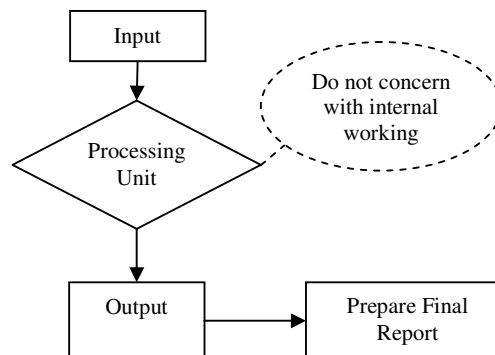 Input
Do not concern
with internal
working
Processing
Unit
Output
Prepare Final
Report